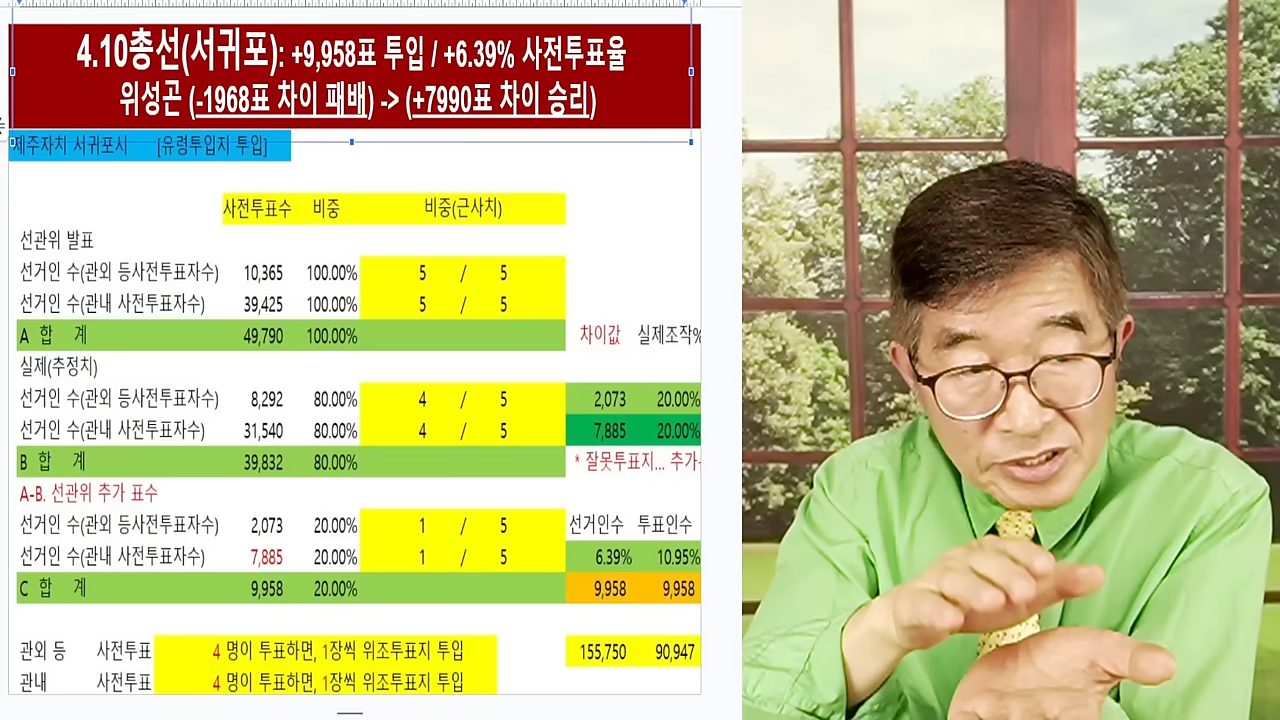 4.10총선(서귀포): +9,958표 투입 / +6.39% 사전투표율
위성곤 (-1968표 차이 패배) -> (+7990표 차이 승리)
제주자치 서귀포시 [유령투입지 투입]
사전투표수 비중 비중(근사치)
선관위 발표
선거인 수(관외 등사전투표자수) 10,365 100.00% 5 / 5
선거인 수(관내 사전투표자수) 39,425 100.00% 5 / 5
A 합 계 49,790 100.00% 차이값 실제조작%
실제(추정치)
선거인 수(관외 등사전투표자수) 8,292 80.00% 4 / 5 2,073 20.00%
선거인 수(관내 사전투표자수) 31,540 80.00% 4 / 5 7,885 20.00%
B 합 계 39,832 80.00% * 잘못투표지... 추가
A-B. 선관위 추가 표수
선거인 수(관외 등사전투표자수) 2,073 20.00% 1 / 5 선거인수 투표인수
선거인 수(관내 사전투표자수) 7,885 20.00% 1 / 5 6.39% 10.95%
C 합 계 9,958 20.00% 9,958 9,958
관외 등 사전투표 4 명이 투표하면, 1장씩 위조투표지 투입 155,750 90,947
관내 사전투표 4 명이 투표하면, 1장씩 위조투표지 투입